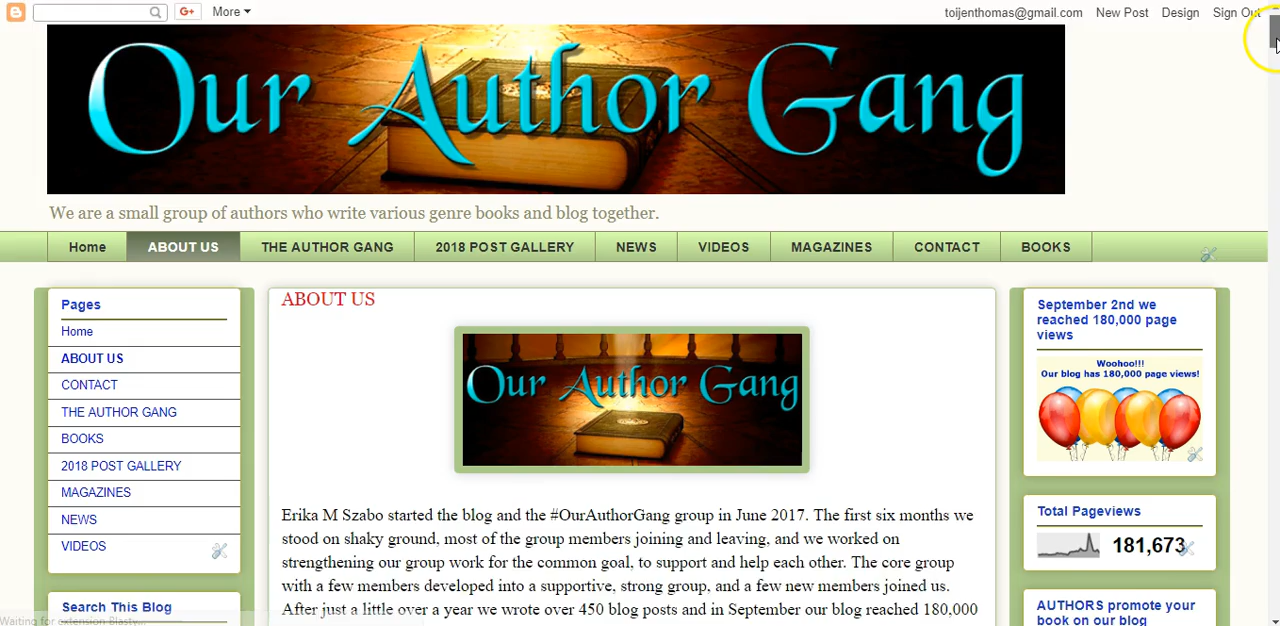 More
toijenthomas@gmail.com New Post Design Sign Out
Our Author Gang
We are a small group of authors who write various genre books and blog together.
Home ABOUT US THE AUTHOR GANG 2018 POST GALLERY NEWS VIDEOS MAGAZINES CONTACT BOOKS
Pages
Home
ABOUT US
CONTACT
THE AUTHOR GANG
BOOKS
2018 POST GALLERY
MAGAZINES
NEWS
VIDEOS
Search This Blog
Waiting for extension Blasty...
ABOUT US
Our Author Gang
Erika M Szabo started the blog and the #OurAuthorGang group in June 2017. The first six months we
stood on shaky ground, most of the group members joining and leaving, and we worked on
strengthening our group work for the common goal, to support and help each other. The core group
with a few members developed into a supportive, strong group, and a few new members joined us.
After just a little over a year we wrote over 450 blog posts and in September our blog reached 180,000
September 2nd we
reached 180,000 page
views
Woohoo!!!
Our blog has 180,000 page views!
Total Pageviews
181,673
AUTHORS promote your
book on our blog